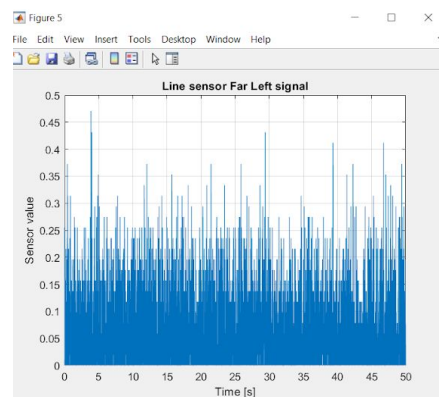 Figure 5
File Edit View Insert Tools Desktop Window Help
Line sensor Far Left signal
0.5
0.45
0.4
0.35
0.3
0.25
0.2
0.15
0.1
0.05
0
Sensor value
0 5 10 15 20 25 30 35 40 45 50
Time [s]